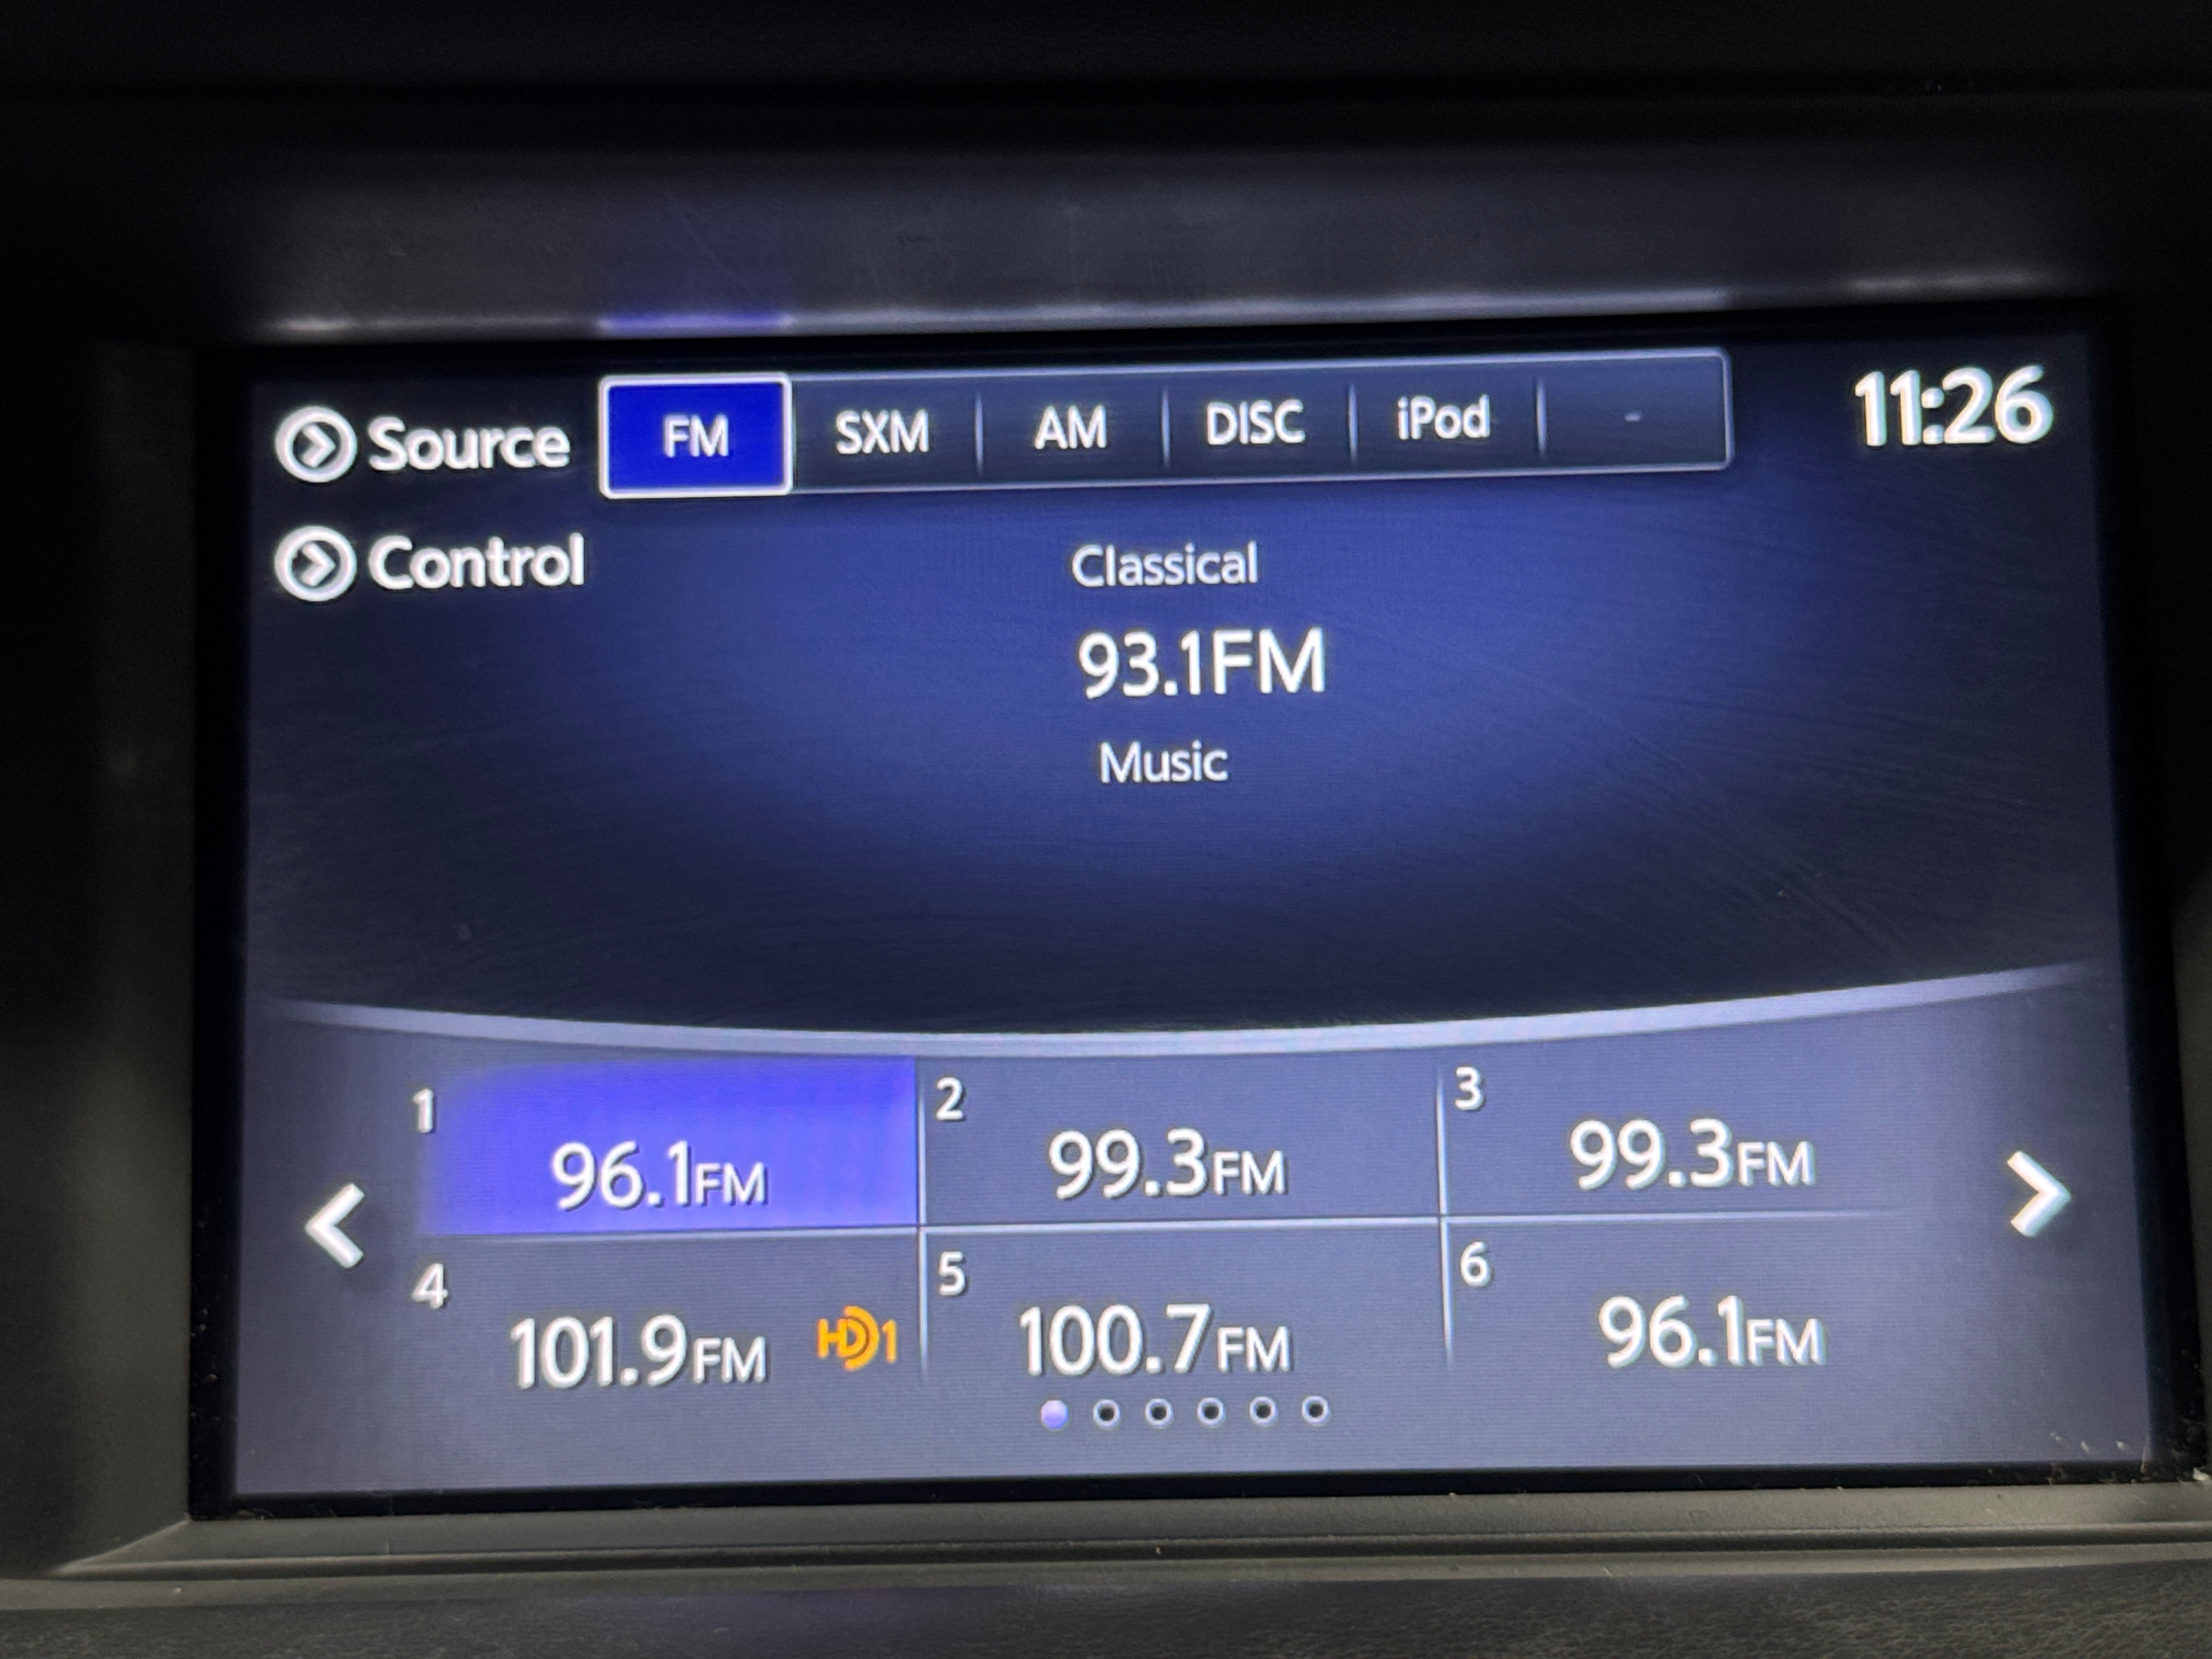 Source FM SXM AM DISC iPod - 11:26
Control
Classical
93.1FM
Music
1 96.1FM
2 99.3FM
3 99.3FM
4 101.9FM HD1
5 100.7FM
6 96.1FM